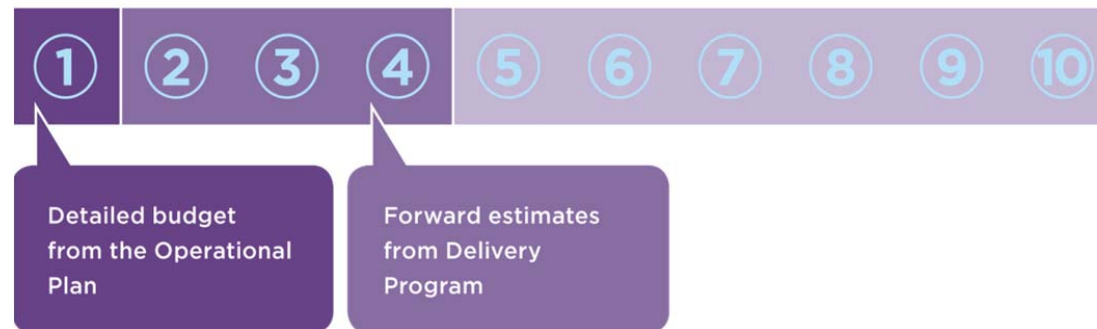 1 2 3 4 5 6 7 8 9 10
Detailed budget
from the Operational
Plan
Forward estimates
from Delivery
Program